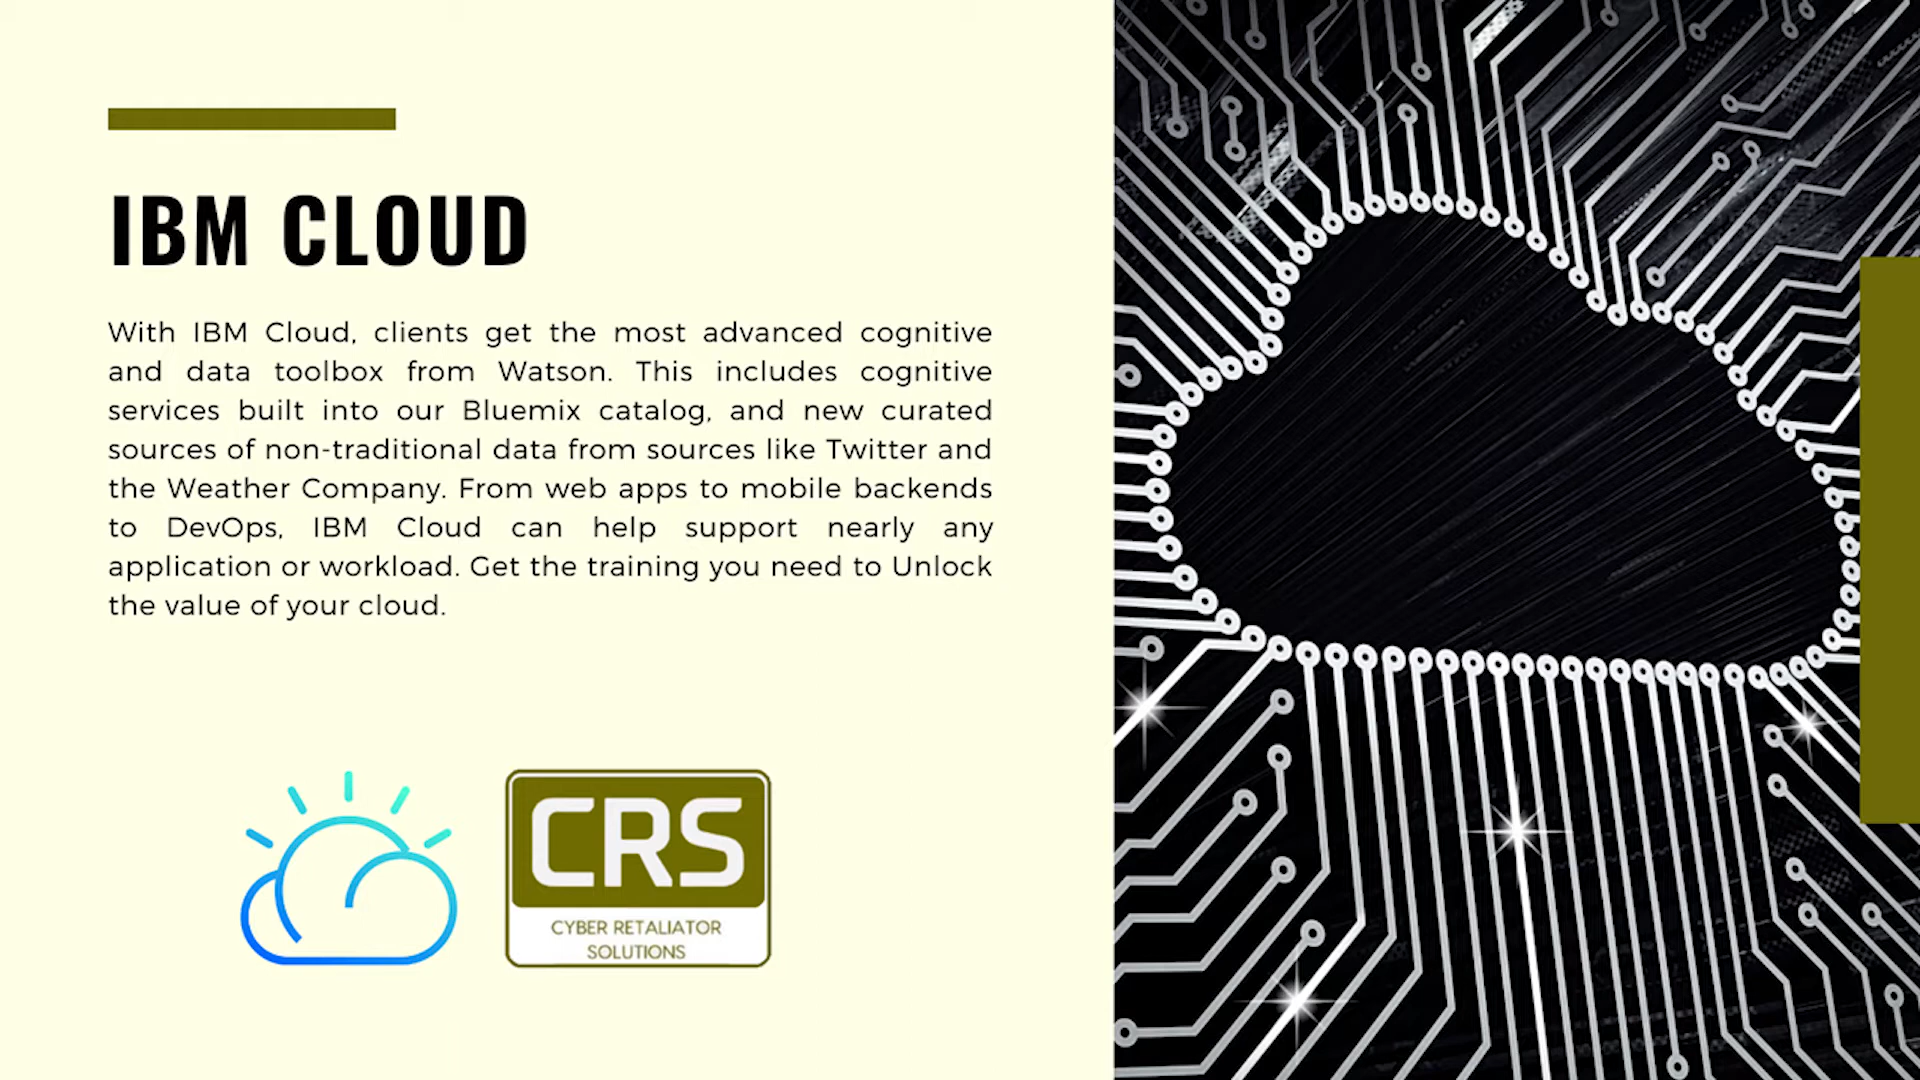 IBM CLOUD
With IBM Cloud, clients get the most advanced cognitive
and data toolbox from Watson. This includes cognitive
services built into our Bluemix catalog, and new curated
sources of non-traditional data from sources like Twitter and
the Weather Company. From web apps to mobile backends
to DevOps, IBM Cloud can help support nearly any
application or workload. Get the training you need to Unlock
the value of your cloud.
CRS
CYBER RETALIATOR
SOLUTIONS